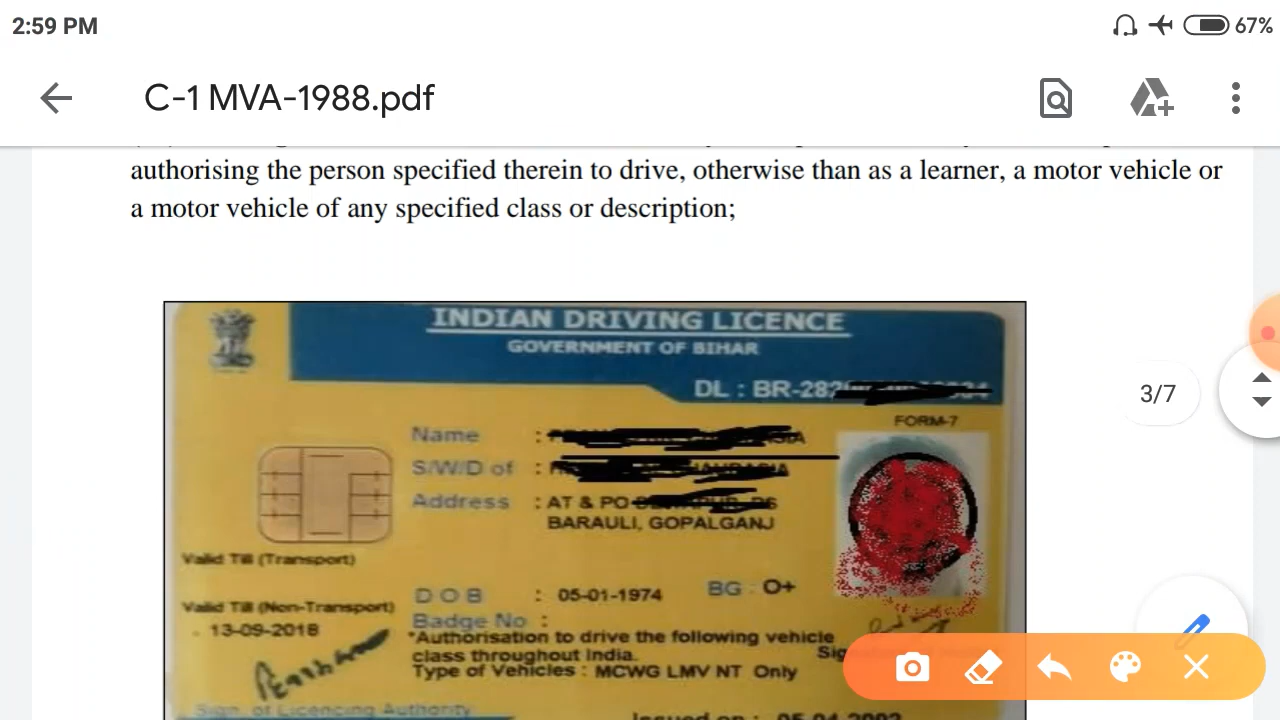 2:59 PM
67%
C-1 MVA-1988.pdf
authorising the person specified therein to drive, otherwise than as a learner, a motor vehicle or
a motor vehicle of any specified class or description;
3/7
INDIAN DRIVING LICENCE
GOVERNMENT OF BIHAR
DL : BR-28
FORM-7
Name :
S/W/D of :
Address : AT & PO
BARAULI, GOPALGANJ
Valid Till (Transport)
D O B : 05-01-1974 BG : O+
Valid Till (Non-Transport)
13-09-2018
Badge No :
*Authorisation to drive the following vehicle
class throughout India.
Type of Vehicles : MCWG LMV NT Only
Sign. of Licencing Authority
Issued on : 05-04-2002